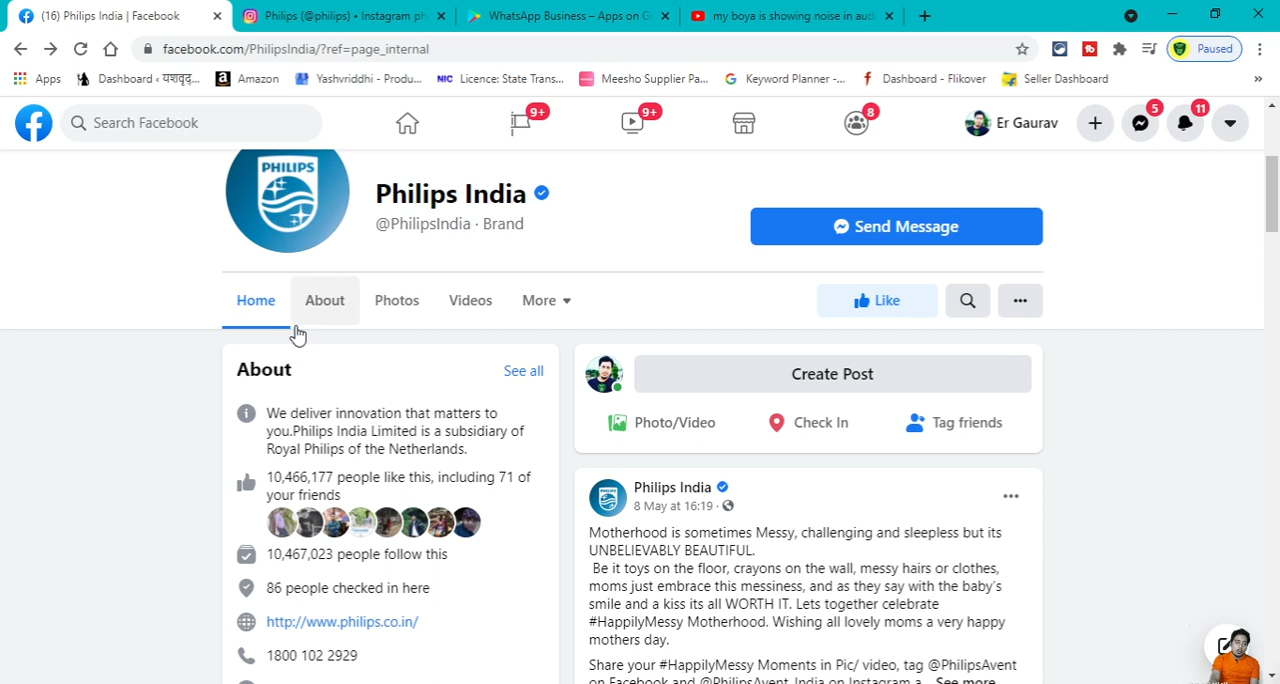 (16) Philips India | Facebook
Philips (@philips) • Instagram ph
WhatsApp Business – Apps on G
my boya is showing noise in aud
facebook.com/PhilipsIndia/?ref=page_internal
Paused
Apps
Dashboard ‹ यशवृद्...
Amazon
Yashvriddhi - Produ...
NIC Licence: State Trans...
Meesho Supplier Pa...
Keyword Planner -...
Dashboard - Flikover
Seller Dashboard
»
Search Facebook
9+
9+
8
Er Gaurav
5
11
PHILIPS
Philips India
@PhilipsIndia · Brand
Send Message
Home
About
Photos
Videos
More
Like
About
See all
We deliver innovation that matters to
you.Philips India Limited is a subsidiary of
Royal Philips of the Netherlands.
10,466,177 people like this, including 71 of
your friends
10,467,023 people follow this
86 people checked in here
http://www.philips.co.in/
1800 102 2929
Create Post
Photo/Video
Check In
Tag friends
Philips India
8 May at 16:19 ·
Motherhood is sometimes Messy, challenging and sleepless but its
UNBELIEVABLY BEAUTIFUL.
Be it toys on the floor, crayons on the wall, messy hairs or clothes,
moms just embrace this messiness, and as they say with the baby's
smile and a kiss its all WORTH IT. Lets together celebrate
#HappilyMessy Motherhood. Wishing all lovely moms a very happy
mothers day.
Share your #HappilyMessy Moments in Pic/ video, tag @PhilipsAvent
on Facebook and @PhilipsAvent_India on Instagram a... See more